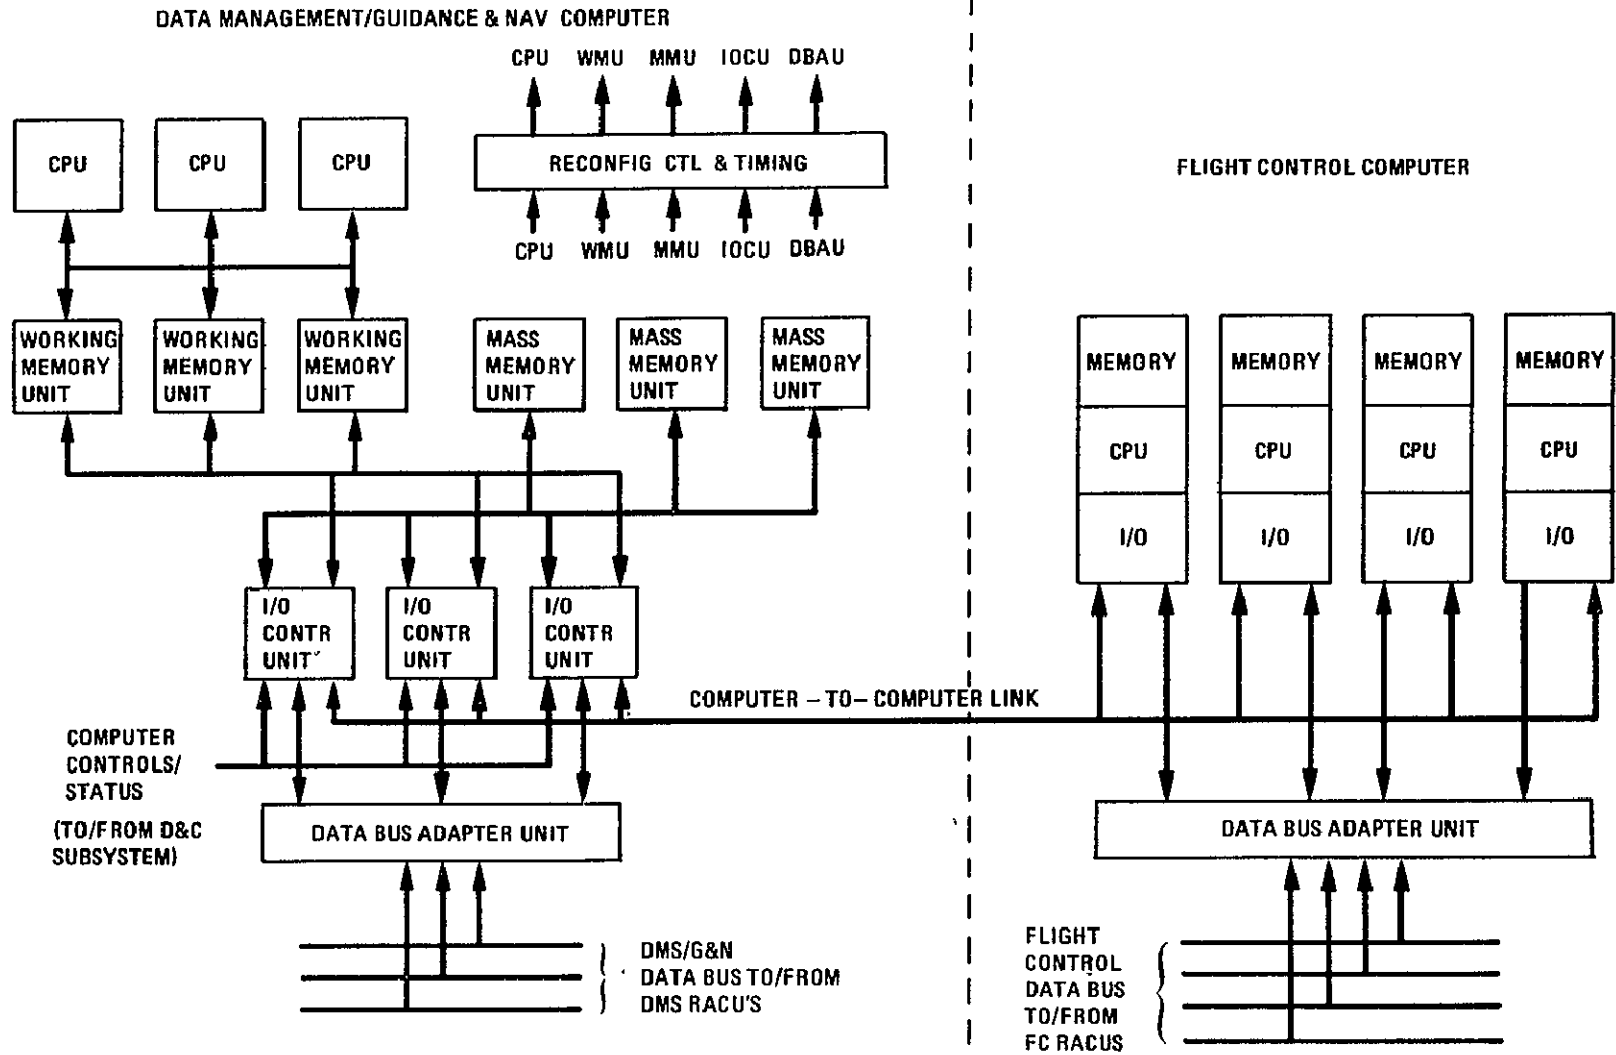 DATA MANAGEMENT/GUIDANCE & NAV COMPUTER
CPU WMU MMU IOCU DBAU
CPU
CPU
CPU
RECONFIG CTL & TIMING
CPU WMU MMU IOCU DBAU
WORKING
MEMORY
UNIT
WORKING
MEMORY
UNIT
WORKING
MEMORY
UNIT
MASS
MEMORY
UNIT
MASS
MEMORY
UNIT
MASS
MEMORY
UNIT
I/O
CONTR
UNIT
I/O
CONTR
UNIT
I/O
CONTR
UNIT
COMPUTER – TO – COMPUTER LINK
COMPUTER
CONTROLS/
STATUS
(TO/FROM D&C
SUBSYSTEM)
DATA BUS ADAPTER UNIT
DMS/G&N
DATA BUS TO/FROM
DMS RACU'S
FLIGHT CONTROL COMPUTER
MEMORY
CPU
I/O
MEMORY
CPU
I/O
MEMORY
CPU
I/O
MEMORY
CPU
I/O
DATA BUS ADAPTER UNIT
FLIGHT
CONTROL
DATA BUS
TO/FROM
FC RACUS